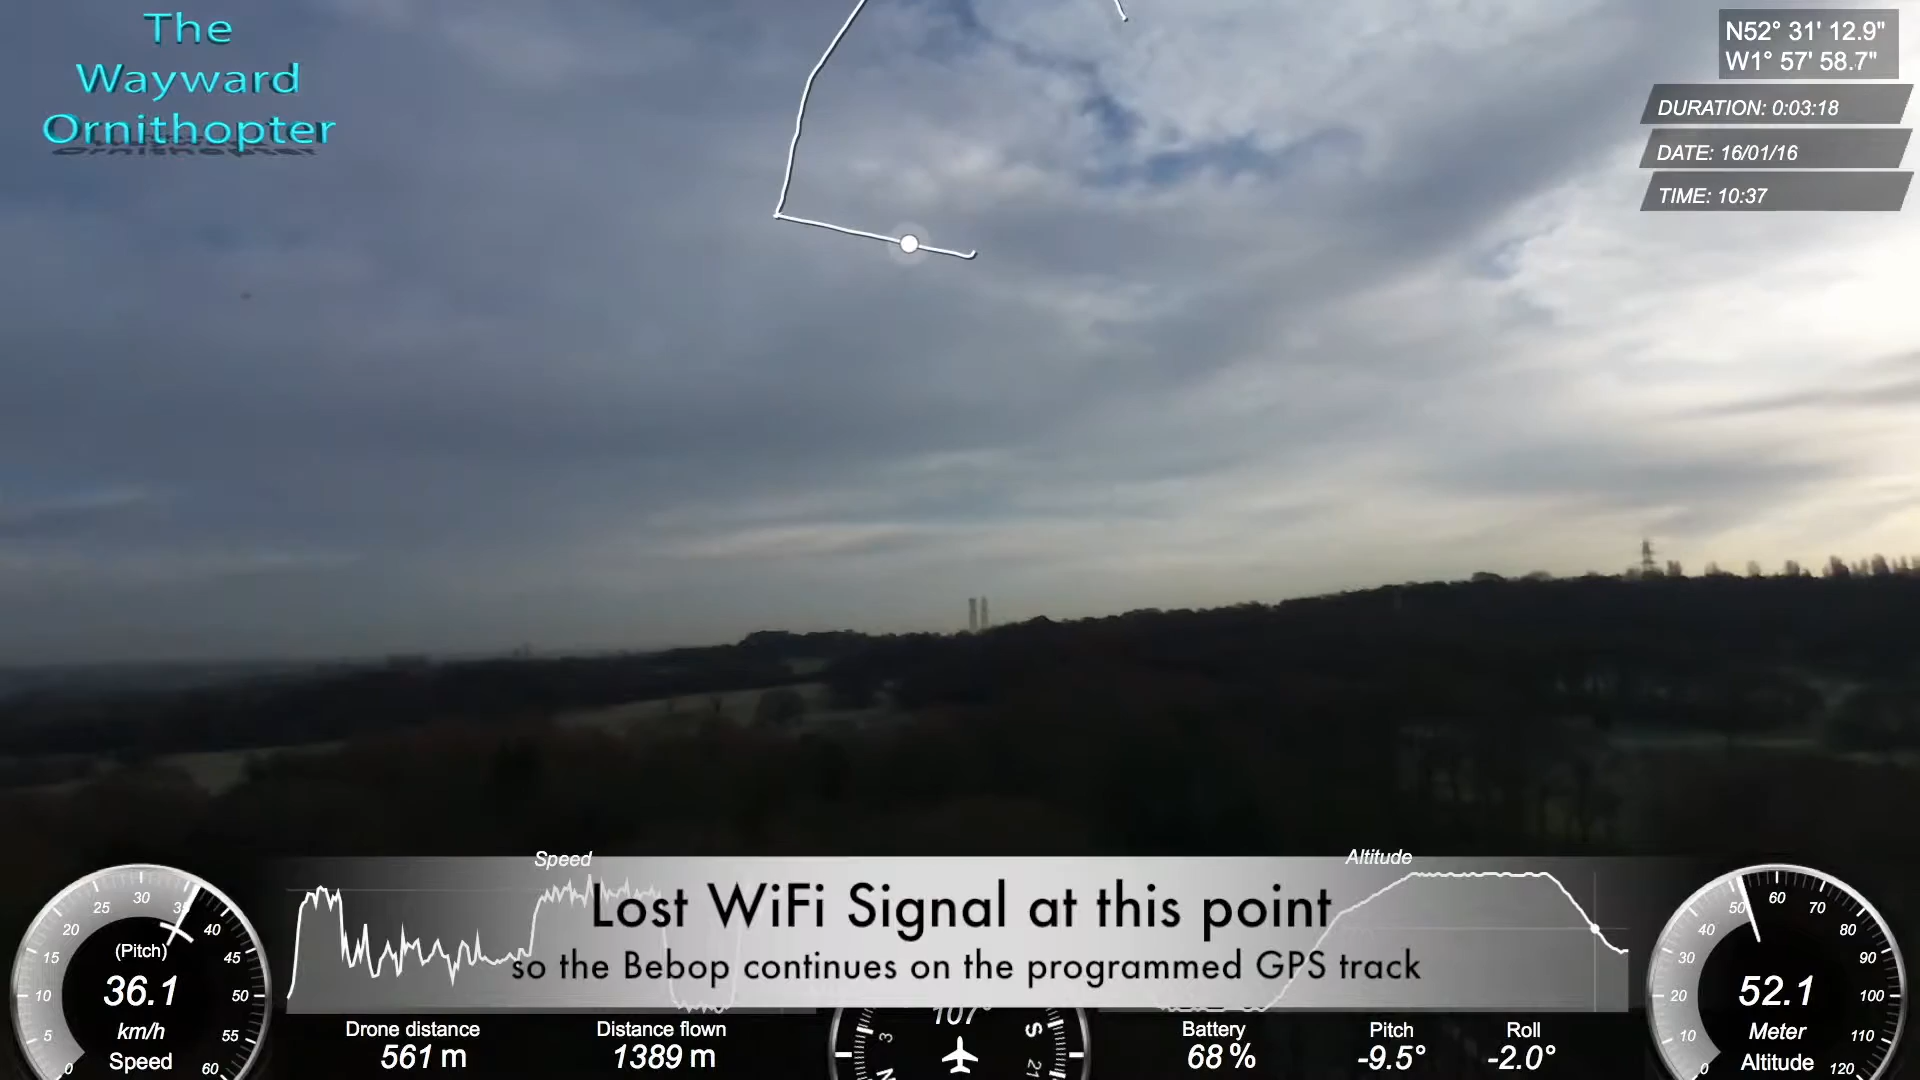 The
Wayward
Ornithopter
N52° 31' 12.9"
W1° 57' 58.7"
DURATION: 0:03:18
DATE: 16/01/16
TIME: 10:37
Speed
Altitude
Lost WiFi Signal at this point
so the Bebop continues on the programmed GPS track
0
5
10
15
20
25
30
35
40
45
50
55
60
(Pitch)
36.1
km/h
Speed
Drone distance
561 m
Distance flown
1389 m
107°
N
3
S
21
Battery
68 %
Pitch
-9.5°
Roll
-2.0°
0
10
20
30
40
50
60
70
80
90
100
110
120
52.1
Meter
Altitude